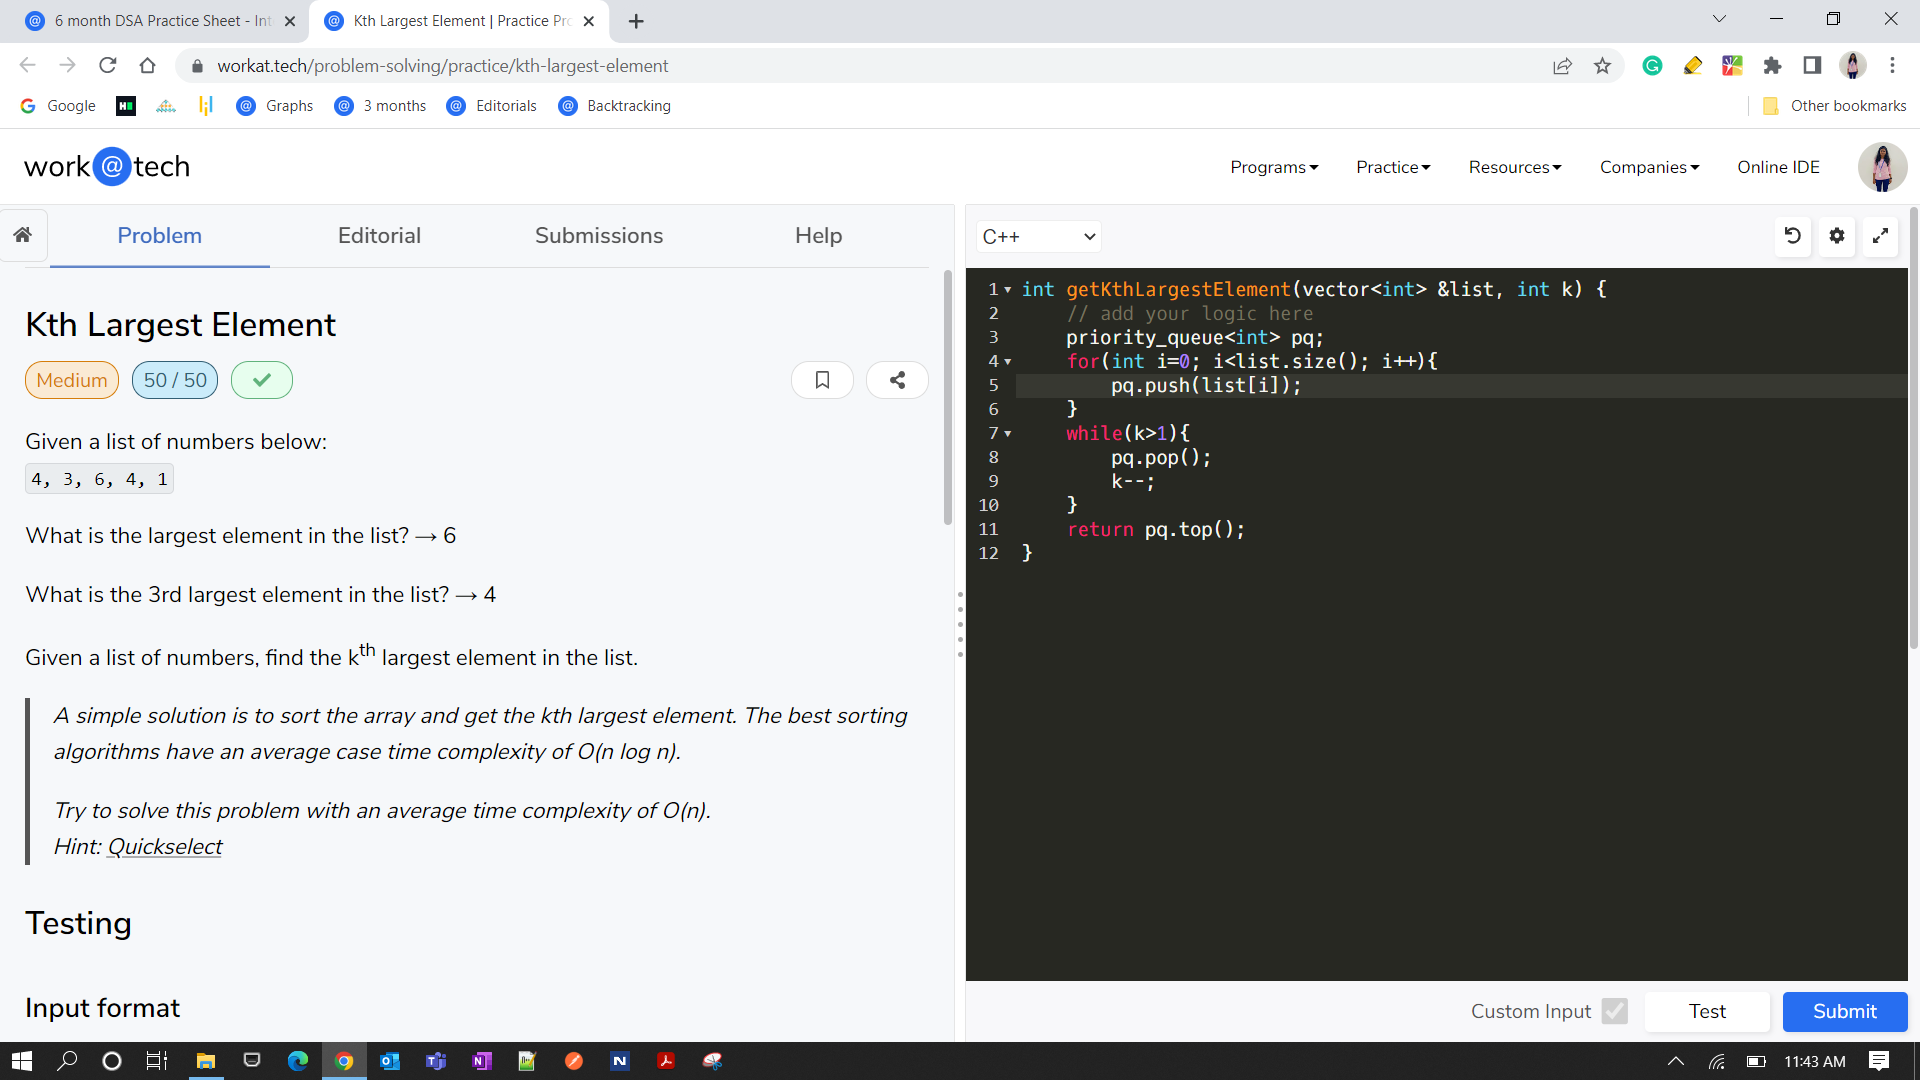 6 month DSA Practice Sheet - Int
Kth Largest Element | Practice Pro
workat.tech/problem-solving/practice/kth-largest-element
Google
Graphs
3 months
Editorials
Backtracking
Other bookmarks
work@tech
Programs
Practice
Resources
Companies
Online IDE
Problem
Editorial
Submissions
Help
Kth Largest Element
Medium
50 / 50
Given a list of numbers below:
4, 3, 6, 4, 1
What is the largest element in the list? → 6
What is the 3rd largest element in the list? → 4
Given a list of numbers, find the kth largest element in the list.
A simple solution is to sort the array and get the kth largest element. The best sorting
algorithms have an average case time complexity of O(n log n).
Try to solve this problem with an average time complexity of O(n).
Hint: Quickselect
Testing
Input format
C++
1 int getKthLargestElement(vector<int> &list, int k) {
2 // add your logic here
3 priority_queue<int> pq;
4 for(int i=0; i<list.size(); i++){
5 pq.push(list[i]);
6 }
7 while(k>1){
8 pq.pop();
9 k--;
10 }
11 return pq.top();
12 }
Custom Input
Test
Submit
11:43 AM